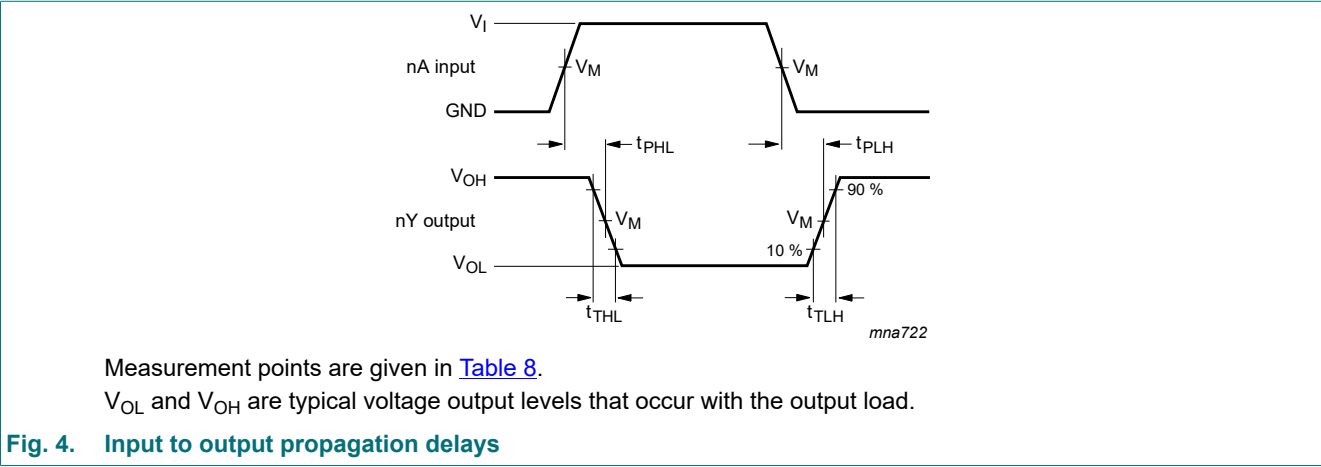 VI
nA input
VM
VM
GND
tPHL
tPLH
VOH
90 %
nY output
VM
VM
10 %
VOL
tTHL
tTLH
mna722
Measurement points are given in Table 8.
VOL and VOH are typical voltage output levels that occur with the output load.
Fig. 4. Input to output propagation delays